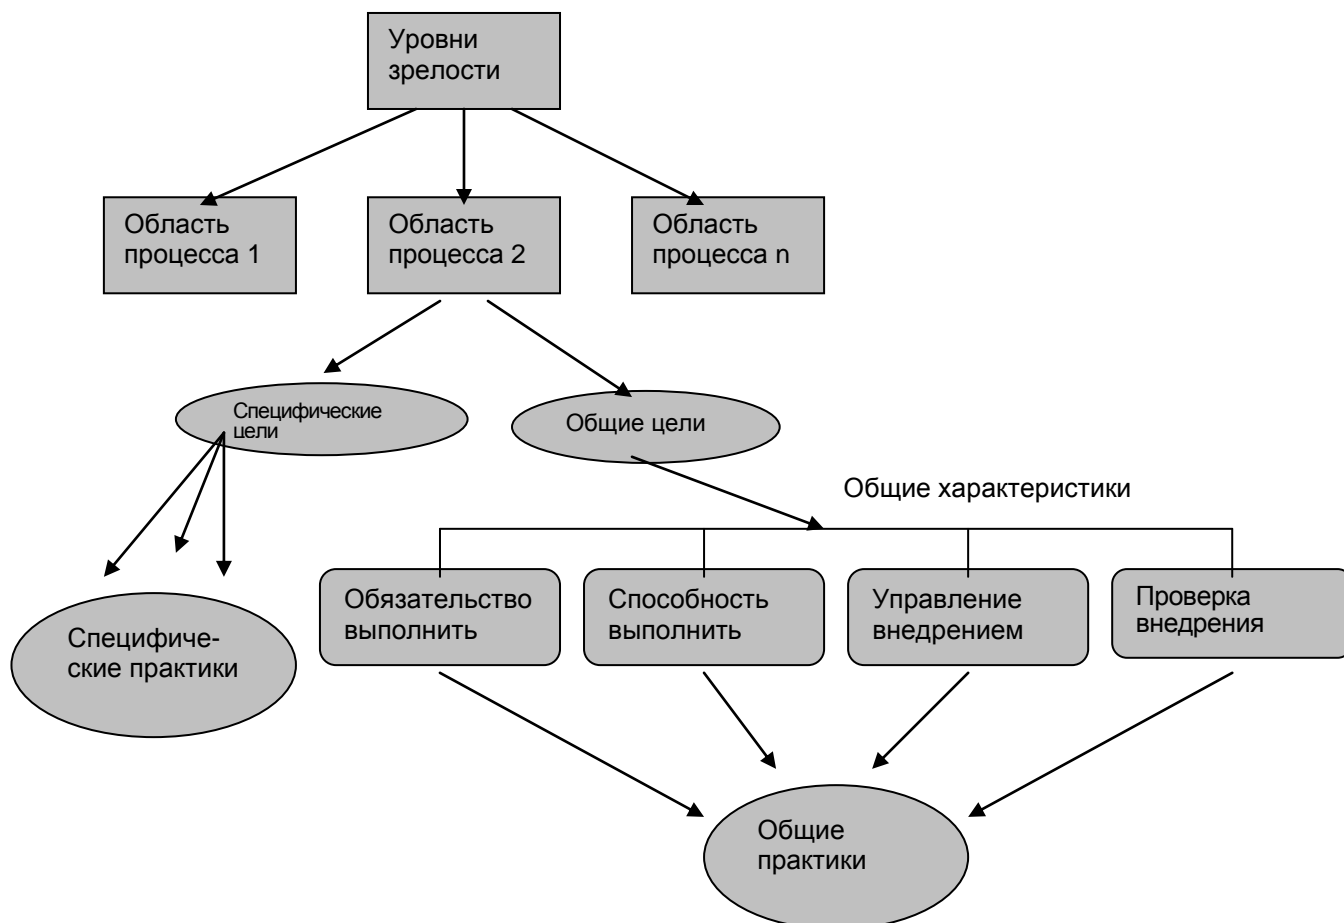 Уровни
зрелости
Область
процесса 1
Область
процесса 2
Область
процесса n
Специфические
цели
Общие цели
Общие характеристики
Обязательство
выполнить
Способность
выполнить
Управление
внедрением
Проверка
внедрения
Специфиче-
ские практики
Общие
практики